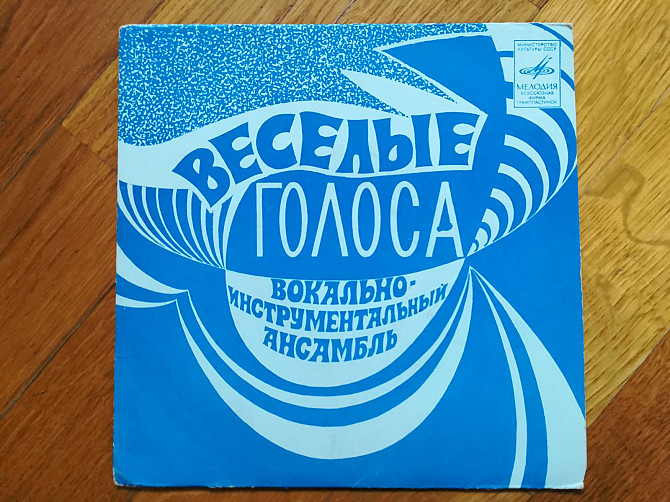 МИНИСТЕРСТВО
КУЛЬТУРЫ СССР
МЕЛОДИЯ
ВСЕСОЮЗНАЯ
ФИРМА
ГРАМПЛАСТИНОК
ВЕСЕЛЫЕ
ГОЛОСА
ВОКАЛЬНО-
ИНСТРУМЕНТАЛЬНЫЙ
АНСАМБЛЬ